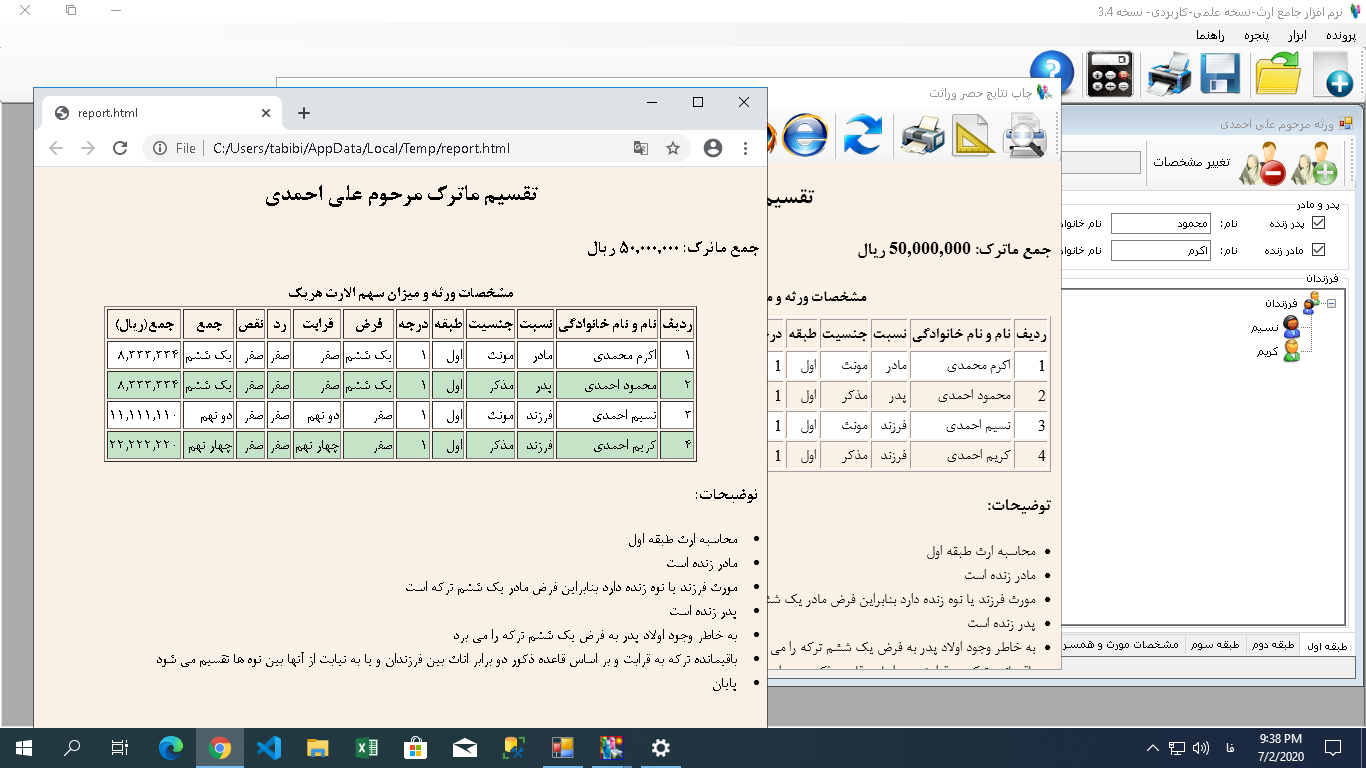 نرم افزار جامع ارث-نسخه علمی-کاربردی- نسخه 3.4
پرونده ابزار پنجره راهنما
چاپ نتایج حصر وراثت
ورثه مرحوم علی احمدی
تغییر مشخصات
پدر و مادر
پدر زنده نام: محمود نام خانواد
مادر زنده نام: اکرم نام خانواد
فرزندان
فرزندان
نسیم
کریم
طبقه اول طبقه دوم طبقه سوم مشخصات مورث و همسر
report.html
File C:/Users/tabibi/AppData/Local/Temp/report.html
تقسیم ماترک مرحوم علی احمدی
جمع ماترک: ۵۰,۰۰۰,۰۰۰ ریال
مشخصات ورثه و میزان سهم الارث هریک
ردیف نام و نام خانوادگی نسبت جنسیت طبقه درجه فرض قرابت رد نقص جمع جمع(ریال)
۱ اکرم محمدی مادر مونث اول ۱ یک ششم صفر صفر صفر یک ششم ۸,۳۳۳,۳۳۴
۲ محمود احمدی پدر مذکر اول ۱ یک ششم صفر صفر صفر یک ششم ۸,۳۳۳,۳۳۴
۳ نسیم احمدی فرزند مونث اول ۱ صفر دو نهم صفر صفر دو نهم ۱۱,۱۱۱,۱۱۰
۴ کریم احمدی فرزند مذکر اول ۱ صفر چهار نهم صفر صفر چهار نهم ۲۲,۲۲۲,۲۲۰
توضیحات:
محاسبه ارث طبقه اول
مادر زنده است
مورث فرزند یا نوه زنده دارد بنابراین فرض مادر یک ششم ترکه است
پدر زنده است
به خاطر وجود اولاد پدر به فرض یک ششم ترکه را می برد
باقیمانده ترکه به قرابت و بر اساس قاعده ذکور دو برابر اناث بین فرزندان و یا به نیابت از آنها بین نوه ها تقسیم می شود
پایان
تقسیم
جمع ماترک: 50,000,000 ریال
مشخصات ورثه و م
ردیف نام و نام خانوادگی نسبت جنسیت طبقه در
1 اکرم محمدی مادر مونث اول 1
2 محمود احمدی پدر مذکر اول 1
3 نسیم احمدی فرزند مونث اول 1
4 کریم احمدی فرزند مذکر اول 1
توضیحات:
محاسبه ارث طبقه اول
مادر زنده است
مورث فرزند یا نوه زنده دارد بنابراین فرض مادر یک شش
پدر زنده است
به خاطر وجود اولاد پدر به فرض یک ششم ترکه را می
فا
9:38 PM
7/2/2020